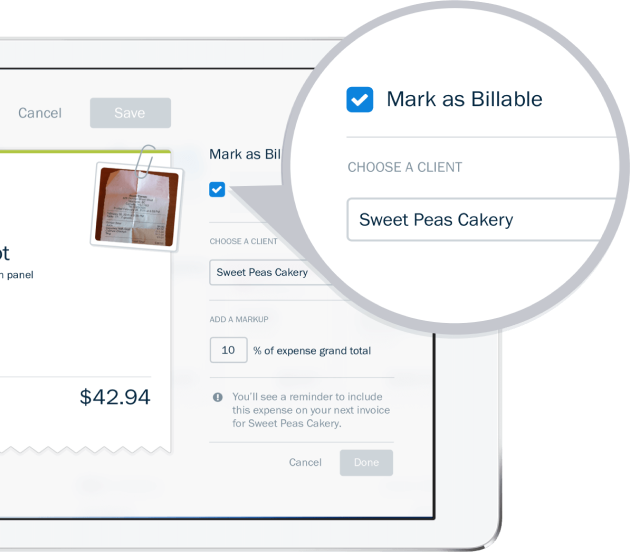 Mark as Billable
CHOOSE A CLIENT
Sweet Peas Cakery
Cancel
Save
Mark as Bil
ot
n panel
CHOOSE A CLIENT
Sweet Peas Cakery
ADD A MARKUP
10 % of expense grand total
$42.94
You'll see a reminder to include
this expense on your next invoice
for Sweet Peas Cakery.
Cancel
Done